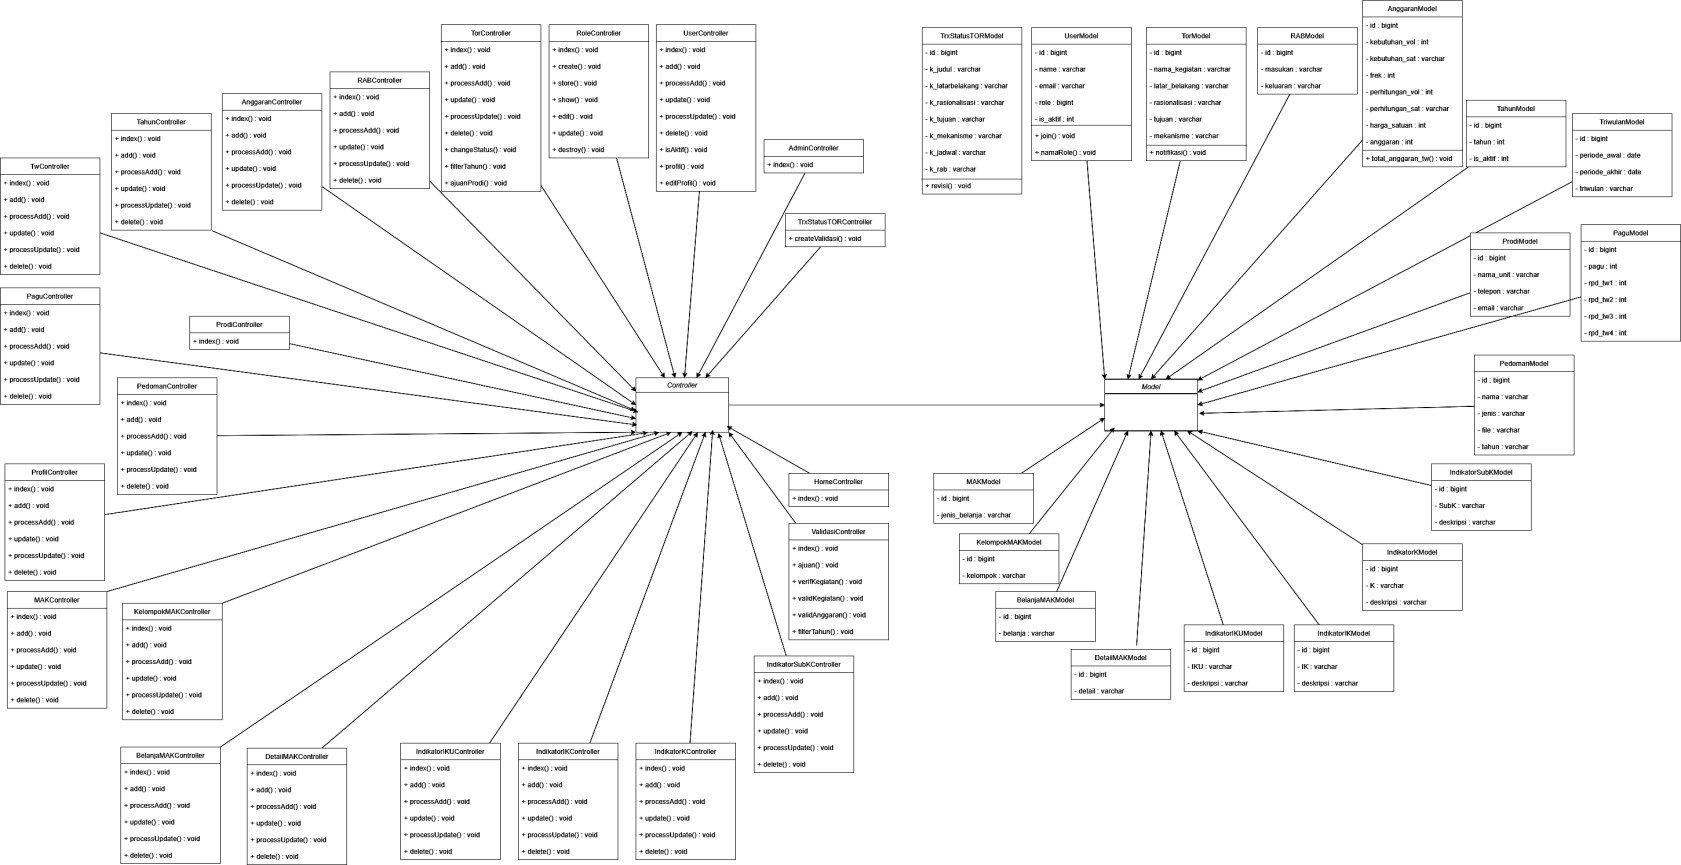 TwController
+ index() : void
+ add() : void
+ processAdd() : void
+ update() : void
+ processUpdate() : void
+ delete() : void
TahunController
+ index() : void
+ add() : void
+ processAdd() : void
+ update() : void
+ processUpdate() : void
+ delete() : void
AnggaranController
+ index() : void
+ add() : void
+ processAdd() : void
+ update() : void
+ processUpdate() : void
+ delete() : void
RABController
+ index() : void
+ add() : void
+ processAdd() : void
+ update() : void
+ processUpdate() : void
+ delete() : void
TorController
+ index() : void
+ add() : void
+ processAdd() : void
+ update() : void
+ processUpdate() : void
+ delete() : void
+ changeStatus() : void
+ filterTahun() : void
+ ajuanProdi() : void
RoleController
+ index() : void
+ create() : void
+ store() : void
+ show() : void
+ edit() : void
+ update() : void
+ destroy() : void
UserController
+ index() : void
+ add() : void
+ processAdd() : void
+ update() : void
+ processUpdate() : void
+ delete() : void
+ isAktif() : void
+ profil() : void
+ editProfil() : void
AdminController
+ index() : void
TrxStatusTORController
+ createValidasi() : void
PaguController
+ index() : void
+ add() : void
+ processAdd() : void
+ update() : void
+ processUpdate() : void
+ delete() : void
ProdiController
+ index() : void
PedomanController
+ index() : void
+ add() : void
+ processAdd() : void
+ update() : void
+ processUpdate() : void
+ delete() : void
Controller
ProfilController
+ index() : void
+ add() : void
+ processAdd() : void
+ update() : void
+ processUpdate() : void
+ delete() : void
HomeController
+ index() : void
ValidasiController
+ index() : void
+ ajuan() : void
+ verifKegiatan() : void
+ validKegiatan() : void
+ validAnggaran() : void
+ filterTahun() : void
MAKController
+ index() : void
+ add() : void
+ processAdd() : void
+ update() : void
+ processUpdate() : void
+ delete() : void
KelompokMAKController
+ index() : void
+ add() : void
+ processAdd() : void
+ update() : void
+ processUpdate() : void
+ delete() : void
IndikatorSubKController
+ index() : void
+ add() : void
+ processAdd() : void
+ update() : void
+ processUpdate() : void
+ delete() : void
BelanjaMAKController
+ index() : void
+ add() : void
+ processAdd() : void
+ update() : void
+ processUpdate() : void
+ delete() : void
DetailMAKController
+ index() : void
+ add() : void
+ processAdd() : void
+ update() : void
+ processUpdate() : void
+ delete() : void
IndikatorIKUController
+ index() : void
+ add() : void
+ processAdd() : void
+ update() : void
+ processUpdate() : void
+ delete() : void
IndikatorIKController
+ index() : void
+ add() : void
+ processAdd() : void
+ update() : void
+ processUpdate() : void
+ delete() : void
IndikatorKController
+ index() : void
+ add() : void
+ processAdd() : void
+ update() : void
+ processUpdate() : void
+ delete() : void
TrxStatusTORModel
- id : bigint
- k_judul : varchar
- k_latarbelakang : varchar
- k_rasionalisasi : varchar
- k_tujuan : varchar
- k_mekanisme : varchar
- k_jadwal : varchar
- k_rab : varchar
+ revisi() : void
UserModel
- id : bigint
- name : varchar
- email : varchar
- role : bigint
- is_aktif : int
+ join() : void
+ namaRole() : void
TorModel
- id : bigint
- nama_kegiatan : varchar
- latar_belakang : varchar
- rasionalisasi : varchar
- tujuan : varchar
- mekanisme : varchar
+ notifikasi() : void
RABModel
- id : bigint
- masukan : varchar
- keluaran : varchar
AnggaranModel
- id : bigint
- kebutuhan_vol : int
- kebutuhan_sat : varchar
- frek : int
- perhitungan_vol : int
- perhitungan_sat : varchar
- harga_satuan : int
- anggaran : int
+ total_anggaran_tw() : void
TahunModel
- id : bigint
- tahun : int
- is_aktif : int
TriwulanModel
- id : bigint
- periode_awal : date
- periode_akhir : date
- triwulan : varchar
ProdiModel
- id : bigint
- nama_unit : varchar
- telepon : varchar
- email : varchar
PaguModel
- id : bigint
- pagu : int
- rpd_tw1 : int
- rpd_tw2 : int
- rpd_tw3 : int
- rpd_tw4 : int
PedomanModel
- id : bigint
- nama : varchar
- jenis : varchar
- file : varchar
- tahun : varchar
Model
MAKModel
- id : bigint
- jenis_belanja : varchar
IndikatorSubKModel
- id : bigint
- SubK : varchar
- deskripsi : varchar
KelompokMAKModel
- id : bigint
- kelompok : varchar
IndikatorKModel
- id : bigint
- K : varchar
- deskripsi : varchar
BelanjaMAKModel
- id : bigint
- belanja : varchar
DetailMAKModel
- id : bigint
- detail : varchar
IndikatorIKUModel
- id : bigint
- IKU : varchar
- deskripsi : varchar
IndikatorIKModel
- id : bigint
- IK : varchar
- deskripsi : varchar